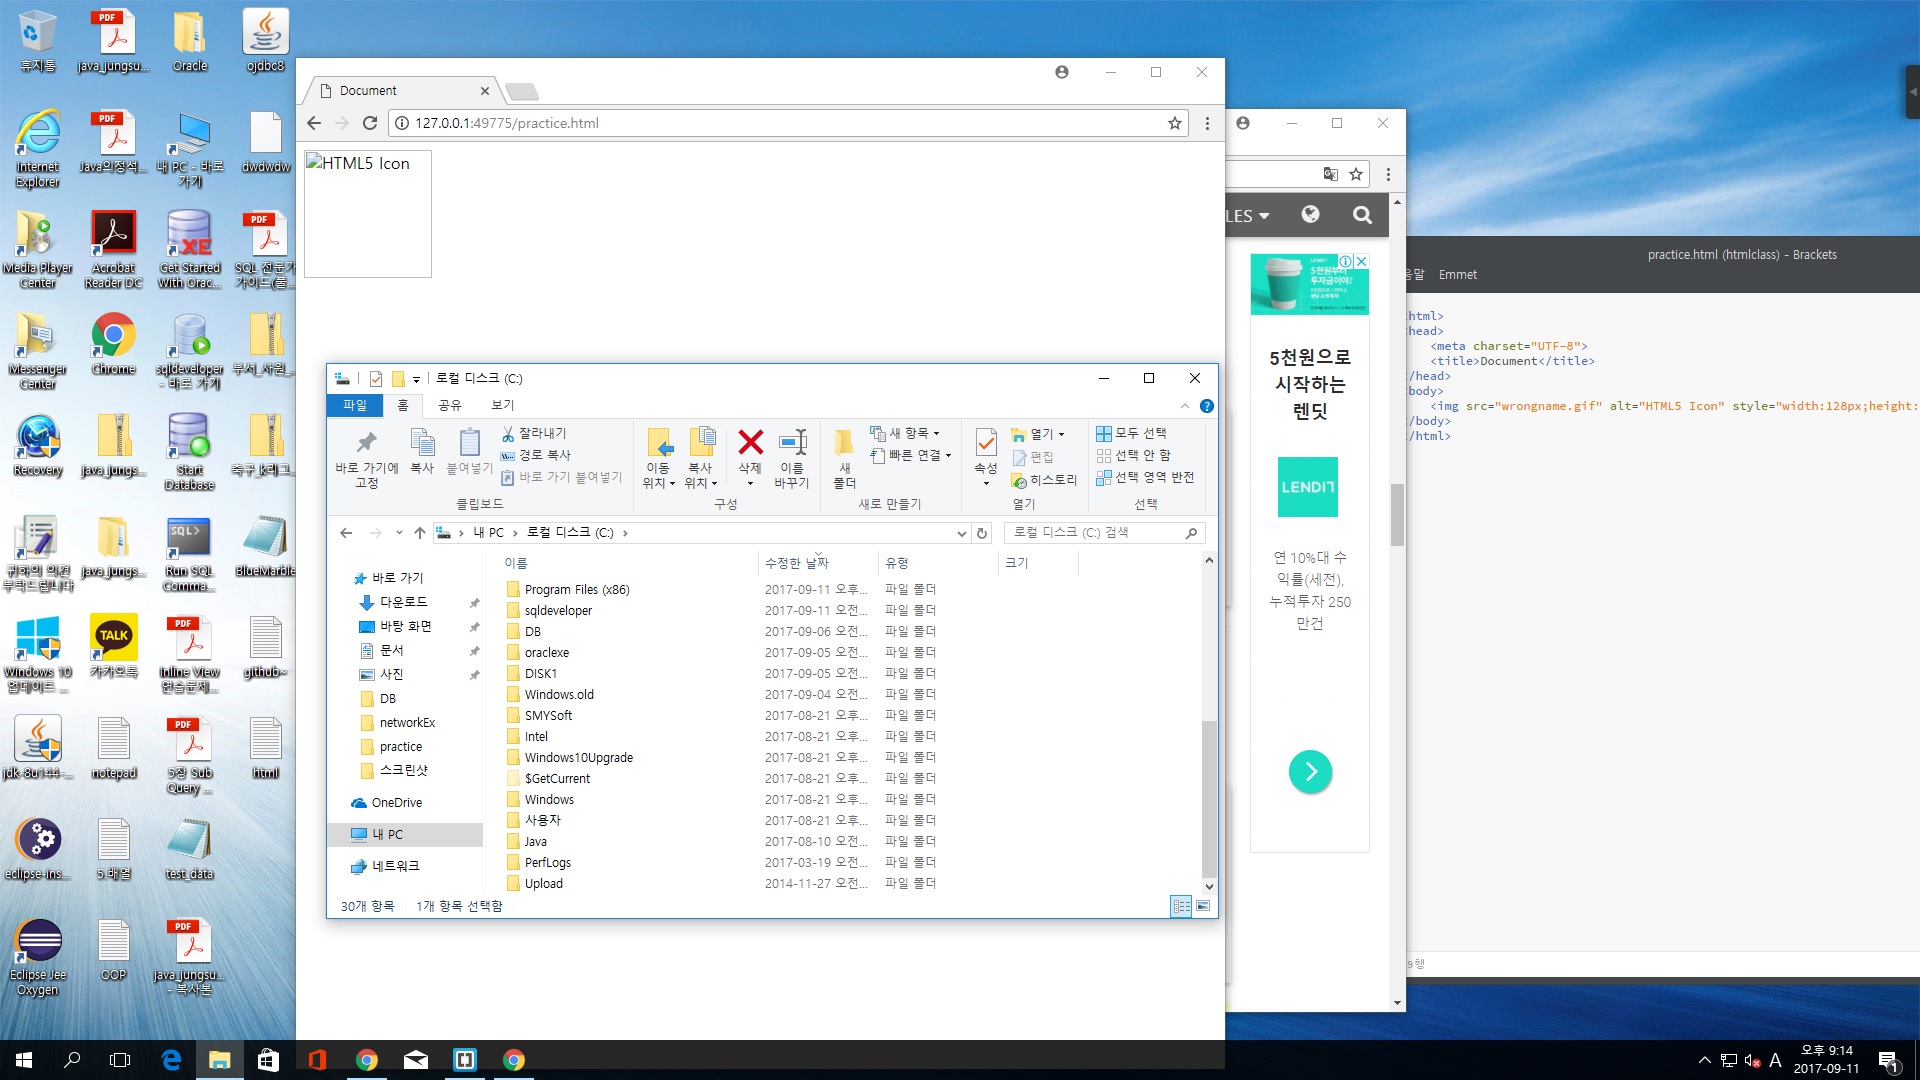 휴지통
java_jungsu...
Oracle
ojdbc8
Internet Explorer
Java의정석...
내 PC - 바로 가기
dwdwdw
Media Player Center
Acrobat Reader DC
Get Started With Orac...
SQL 전문가 가이드(풀...
Messenger Center
Chrome
sqldeveloper - 바로 가기
부서_사원_...
Recovery
java_jungs...
Start Database
축구_k리그...
귀하의 의견 부탁드립니다
java_jungs...
Run SQL Comma...
BlueMarble
Windows 10 업데이트 ...
카카오톡
Inline View 연습문제...
github~
jdk-8u144-...
notepad
5장 Sub Query ...
html
eclipse-ins...
5.배열
test_data
Eclipse Jee Oxygen
OOP
java_jungsu... - 복사본
Document
127.0.0.1:49775/practice.html
HTML5 Icon
로컬 디스크 (C:)
파일 홈 공유 보기
바로 가기에 고정
복사
붙여넣기
잘라내기
경로 복사
바로 가기 붙여넣기
클립보드
이동 위치
복사 위치
삭제
이름 바꾸기
구성
새 폴더
새 항목
빠른 연결
새로 만들기
속성
열기
편집
히스토리
열기
모두 선택
선택 안 함
선택 영역 반전
선택
내 PC 로컬 디스크 (C:)
로컬 디스크 (C:) 검색
바로 가기
다운로드
바탕 화면
문서
사진
DB
networkEx
practice
스크린샷
OneDrive
내 PC
네트워크
이름 수정한 날짜 유형 크기
Program Files (x86) 2017-09-11 오후... 파일 폴더
sqldeveloper 2017-09-11 오전... 파일 폴더
DB 2017-09-06 오전... 파일 폴더
oraclexe 2017-09-05 오전... 파일 폴더
DISK1 2017-09-05 오전... 파일 폴더
Windows.old 2017-09-04 오전... 파일 폴더
SMYSoft 2017-08-21 오후... 파일 폴더
Intel 2017-08-21 오후... 파일 폴더
Windows10Upgrade 2017-08-21 오후... 파일 폴더
$GetCurrent 2017-08-21 오후... 파일 폴더
Windows 2017-08-21 오후... 파일 폴더
사용자 2017-08-21 오후... 파일 폴더
Java 2017-08-10 오전... 파일 폴더
PerfLogs 2017-03-19 오전... 파일 폴더
Upload 2014-11-27 오전... 파일 폴더
30개 항목 1개 항목 선택함
LES
LENDIT
5천원부터
투자금이야!
5천원으로
시작하는
렌딧
LENDIT
연 10%대 수
익률(세전),
누적투자 250
만건
practice.html (htmlclass) - Brackets
움말 Emmet
html>
head>
<meta charset="UTF-8">
<title>Document</title>
/head>
body>
<img src="wrongname.gif" alt="HTML5 Icon" style="width:128px;height:
/body>
/html>
9행
A
오후 9:14
2017-09-11
1